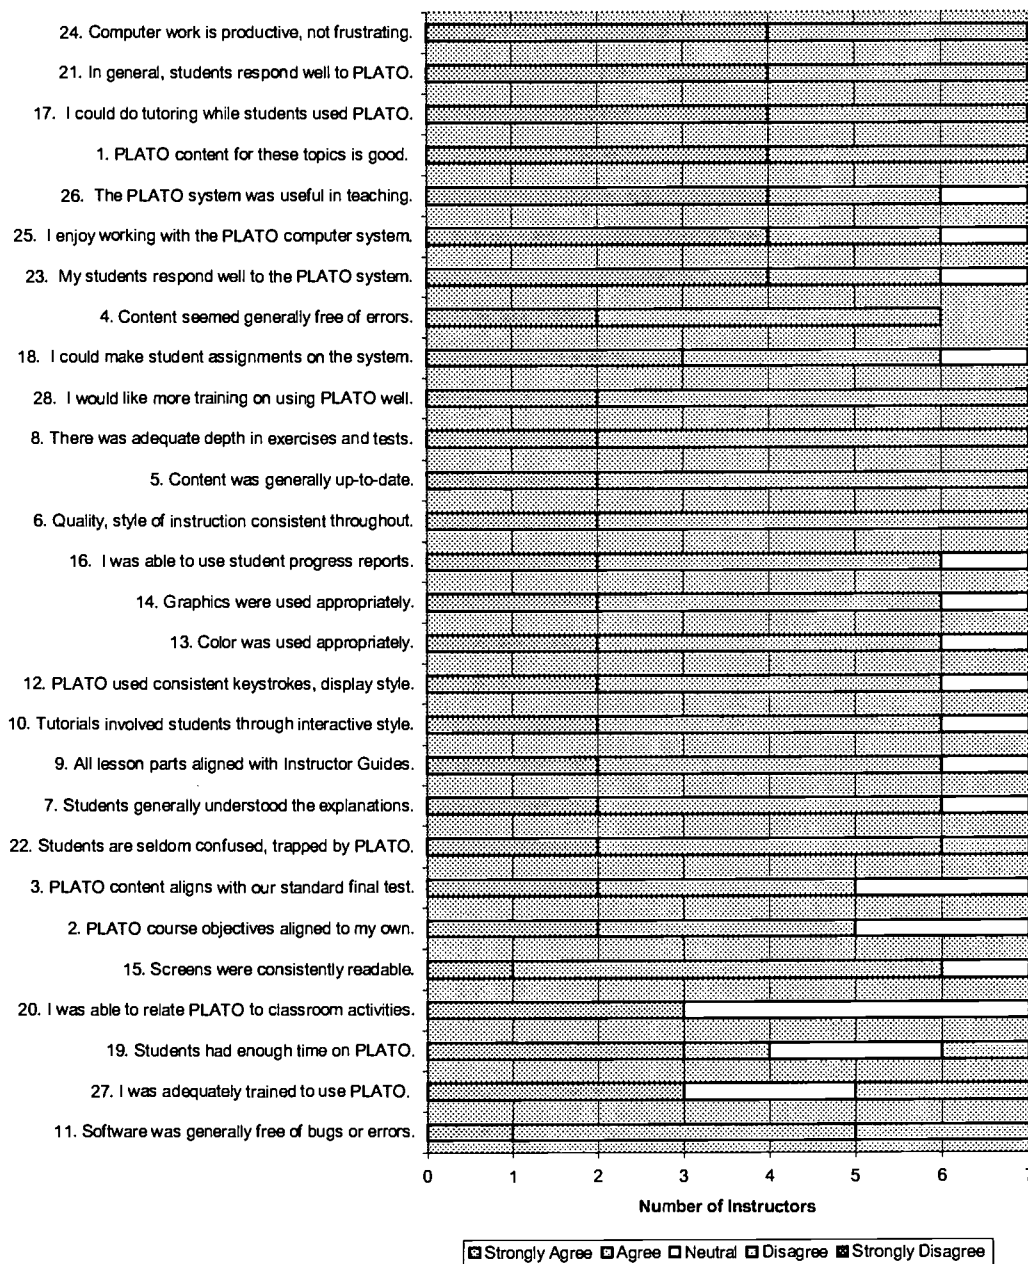 24. Computer work is productive, not frustrating.
21. In general, students respond well to PLATO.
17. I could do tutoring while students used PLATO.
1. PLATO content for these topics is good.
26. The PLATO system was useful in teaching.
25. I enjoy working with the PLATO computer system.
23. My students respond well to the PLATO system.
4. Content seemed generally free of errors.
18. I could make student assignments on the system.
28. I would like more training on using PLATO well.
8. There was adequate depth in exercises and tests.
5. Content was generally up-to-date.
6. Quality, style of instruction consistent throughout.
16. I was able to use student progress reports.
14. Graphics were used appropriately.
13. Color was used appropriately.
12. PLATO used consistent keystrokes, display style.
10. Tutorials involved students through interactive style.
9. All lesson parts aligned with Instructor Guides.
7. Students generally understood the explanations.
22. Students are seldom confused, trapped by PLATO.
3. PLATO content aligns with our standard final test.
2. PLATO course objectives aligned to my own.
15. Screens were consistently readable.
20. I was able to relate PLATO to classroom activities.
19. Students had enough time on PLATO.
27. I was adequately trained to use PLATO.
11. Software was generally free of bugs or errors.
0 1 2 3 4 5 6 7
Number of Instructors
Strongly Agree Agree Neutral Disagree Strongly Disagree